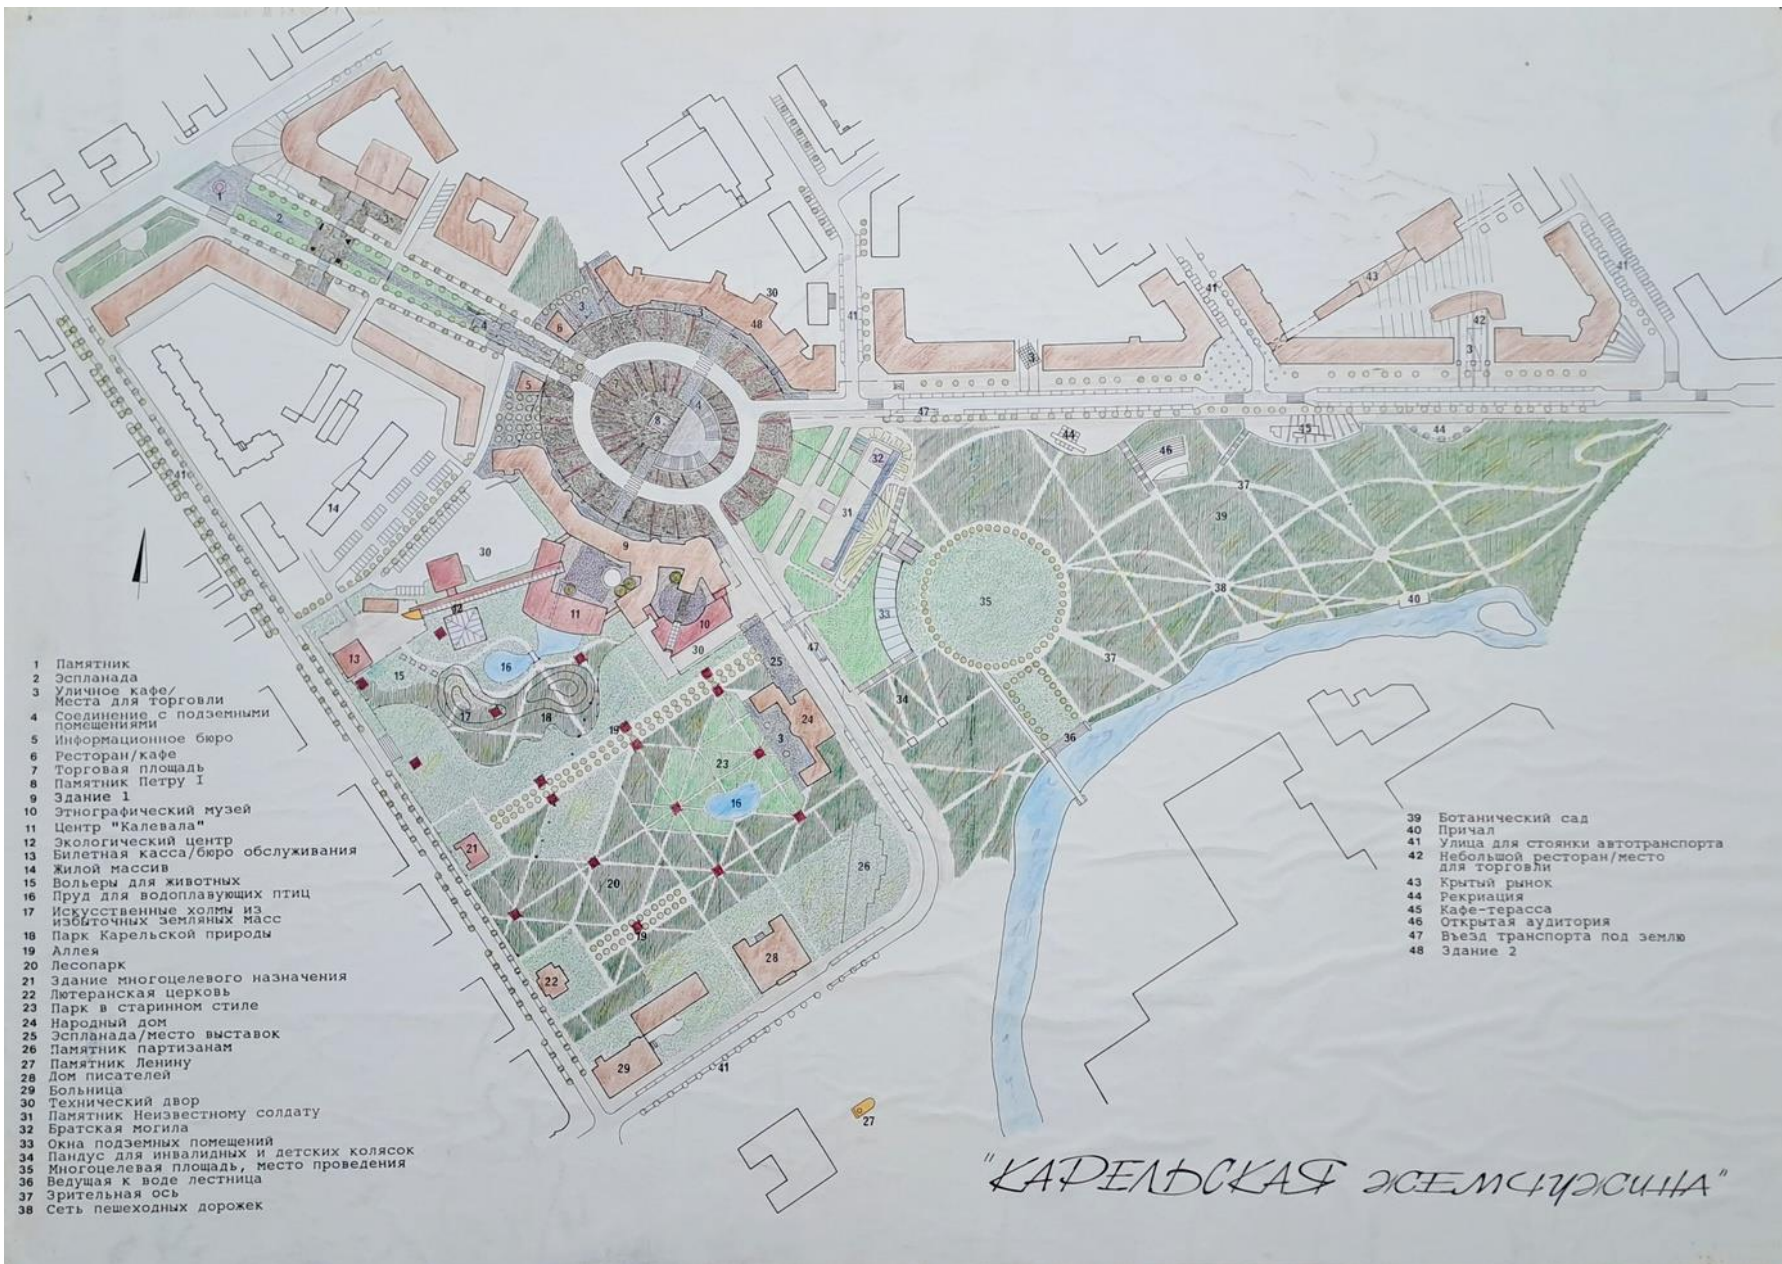 1 Памятник
2 Эспланада
3 Уличное кафе/
Места для торговли
4 Соединение с подземными
помещениями
5 Информационное бюро
6 Ресторан/кафе
7 Торговая площадь
8 Памятник Петру I
9 Здание 1
10 Этнографический музей
11 Центр "Калевала"
12 Экологический центр
13 Билетная касса/бюро обслуживания
14 Жилой массив
15 Вольеры для животных
16 Пруд для водоплавующих птиц
17 Искусственные холмы из
избыточных земляных масс
18 Парк Карельской природы
19 Аллея
20 Лесопарк
21 Здание многоцелевого назначения
22 Лютеранская церковь
23 Парк в старинном стиле
24 Народный дом
25 Эспланада/место выставок
26 Памятник партизанам
27 Памятник Ленину
28 Дом писателей
29 Больница
30 Технический двор
31 Памятник Неизвестному солдату
32 Братская могила
33 Окна подземных помещений
34 Пандус для инвалидных и детских колясок
35 Многоцелевая площадь, место проведения
36 Ведущая к воде лестница
37 Зрительная ось
38 Сеть пешеходных дорожек
39 Ботанический сад
40 Причал
41 Улица для стоянки автотранспорта
42 Небольшой ресторан/место
для торговли
43 Крытый рынок
44 Рекриация
45 Кафе-терасса
46 Открытая аудитория
47 Въезд транспорта под землю
48 Здание 2
"КАРЕЛЬСКАЯ ЖЕМЧУЖИНА"